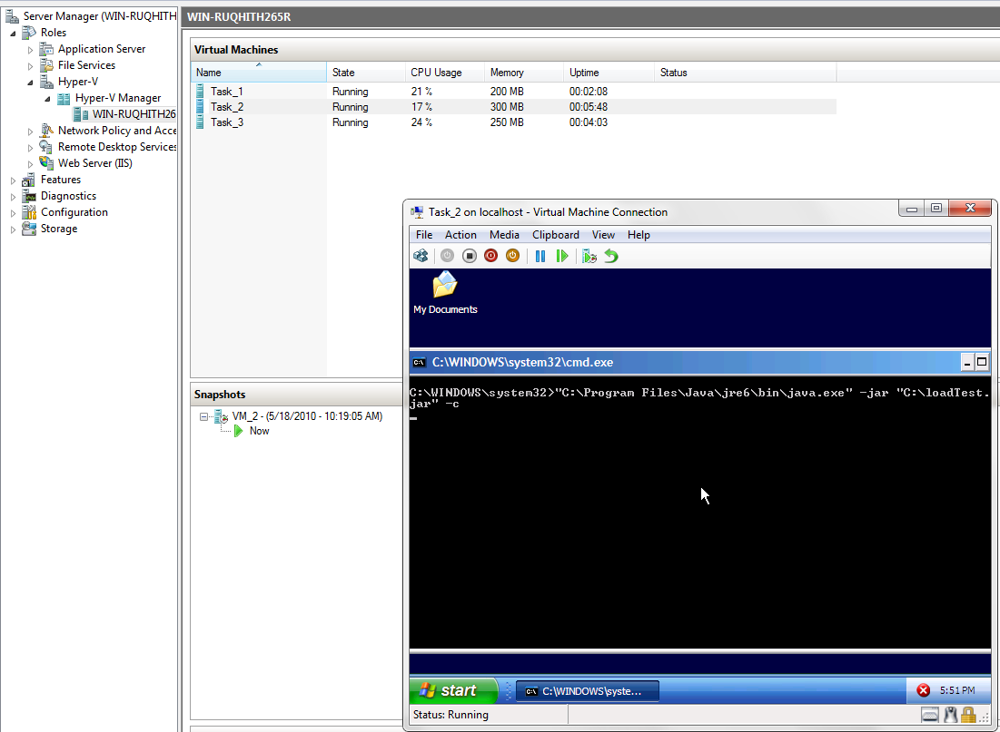 Server Manager (WIN-RUQHITH
Roles
Application Server
File Services
Hyper-V
Hyper-V Manager
WIN-RUQHITH26
Network Policy and Acce
Remote Desktop Services
Web Server (IIS)
Features
Diagnostics
Configuration
Storage
WIN-RUQHITH265R
Virtual Machines
Name State CPU Usage Memory Uptime Status
Task_1 Running 21 % 200 MB 00:02:08
Task_2 Running 17 % 300 MB 00:05:48
Task_3 Running 24 % 250 MB 00:04:03
Snapshots
VM_2 - (5/18/2010 - 10:19:05 AM)
Now
Task_2 on localhost - Virtual Machine Connection
File Action Media Clipboard View Help
My Documents
C:\WINDOWS\system32\cmd.exe
C:\WINDOWS\system32>"C:\Program Files\Java\jre6\bin\java.exe" -jar "C:\loadTest.
jar" -c
start C:\WINDOWS\syste... 5:51 PM
Status: Running